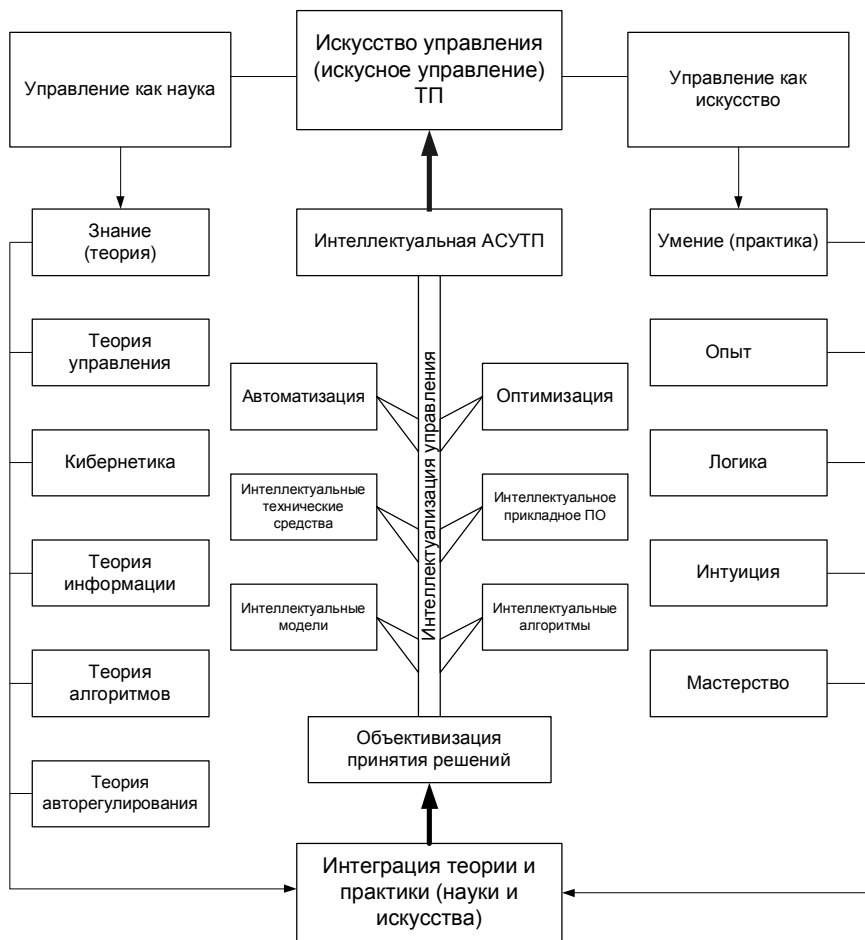 Управление как наука
Искусство управления
(искусное управление)
ТП
Управление как
искусство
Знание
(теория)
Интеллектуальная АСУТП
Умение (практика)
Теория
управления
Кибернетика
Теория
информации
Теория
алгоритмов
Теория
авторегулирования
Автоматизация
Интеллектуальные
технические
средства
Интеллектуальные
модели
Интеллектуализация управления
Оптимизация
Интеллектуальное
прикладное ПО
Интеллектуальные
алгоритмы
Опыт
Логика
Интуиция
Мастерство
Объективизация
принятия решений
Интеграция теории и
практики (науки и
искусства)